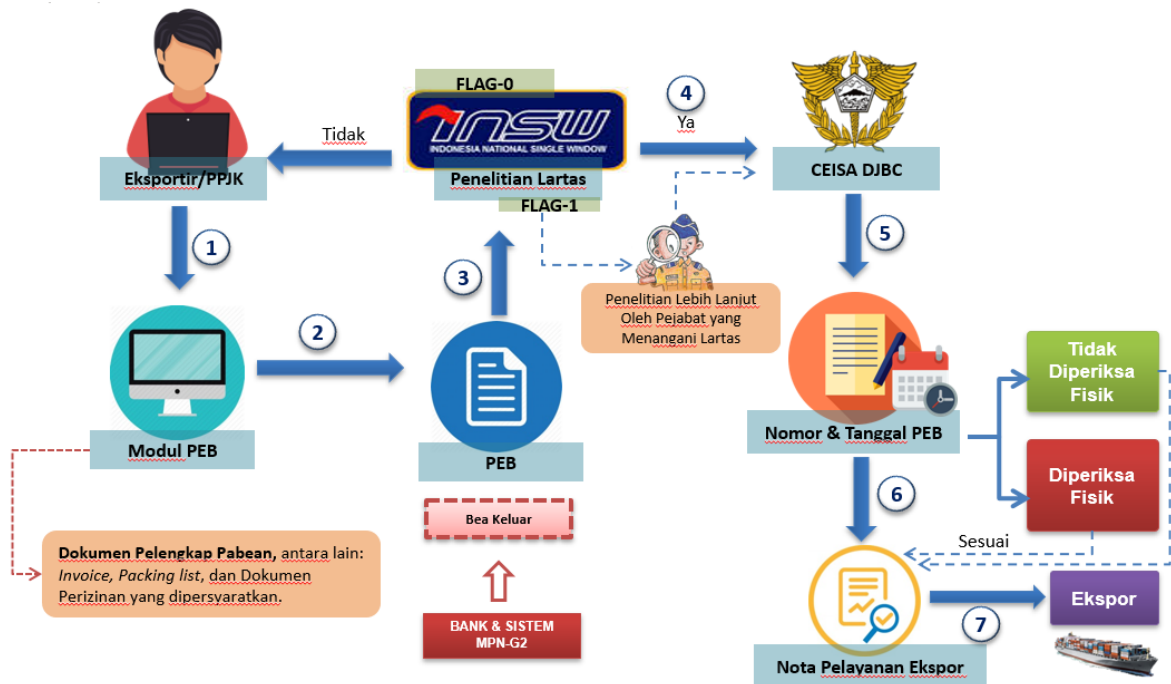 FLAG-0
INSW
INDONESIA NATIONAL SINGLE WINDOW
Penelitian Lartas
FLAG-1
Tidak
4
Ya
Eksportir/PPJK
CEISA DJBC
1
3
5
Penelitian Lebih Lanjut
Oleh Pejabat yang
Menangani Lartas
2
Modul PEB
PEB
Nomor & Tanggal PEB
Tidak
Diperiksa
Fisik
Diperiksa
Fisik
6
Sesuai
Bea Keluar
Dokumen Pelengkap Pabean, antara lain:
Invoice, Packing list, dan Dokumen
Perizinan yang dipersyaratkan.
BANK & SISTEM
MPN-G2
7
Ekspor
Nota Pelayanan Ekspor